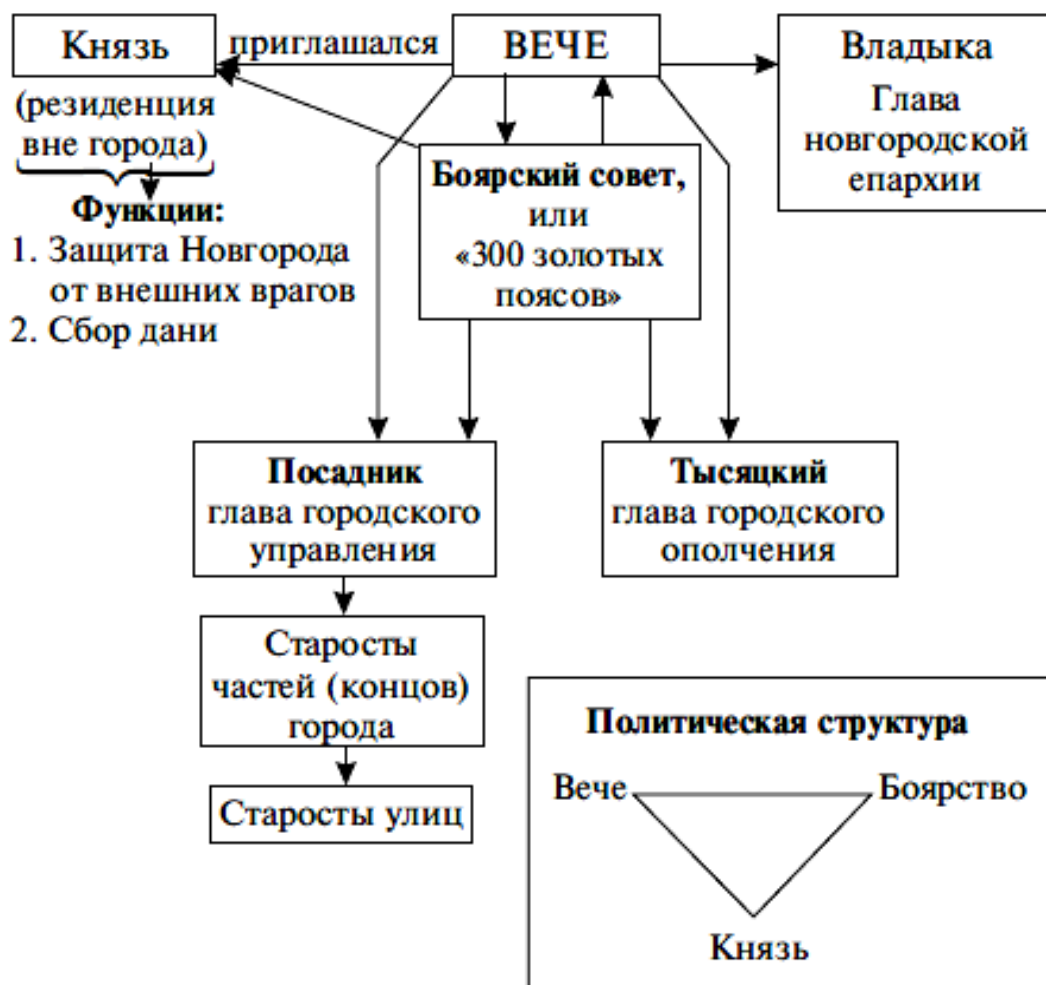 Князь
приглашался
ВЕЧЕ
Владыка
Глава
новгородской
епархии
(резиденция
вне города)
Функции:
1. Защита Новгорода
от внешних врагов
2. Сбор дани
Боярский совет,
или
«300 золотых
поясов»
Посадник
глава городского
управления
Тысяцкий
глава городского
ополчения
Старосты
частей (концов)
города
Старосты улиц
Политическая структура
Вече
Боярство
Князь